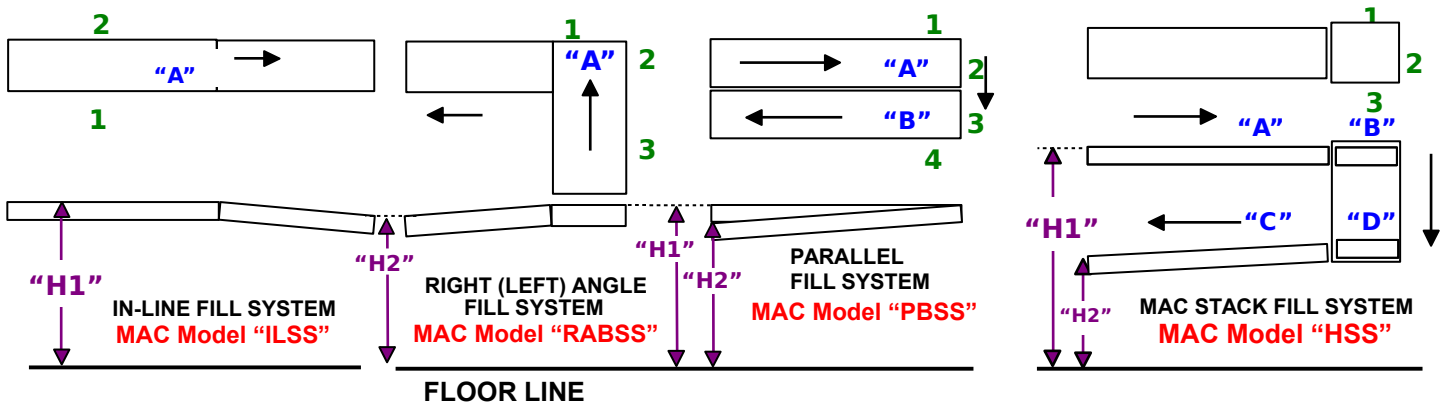 2
“A”
1
“H1”
IN-LINE FILL SYSTEM
MAC Model “ILSS”
1
“A”
2
3
“H2”
RIGHT (LEFT) ANGLE
FILL SYSTEM
MAC Model “RABSS”
1
“A”
2
“B”
3
4
“H1”
“H2”
PARALLEL
FILL SYSTEM
MAC Model “PBSS”
1
2
3
“A”
“B”
“H1”
“C”
“D”
“H2”
MAC STACK FILL SYSTEM
MAC Model “HSS”
FLOOR LINE